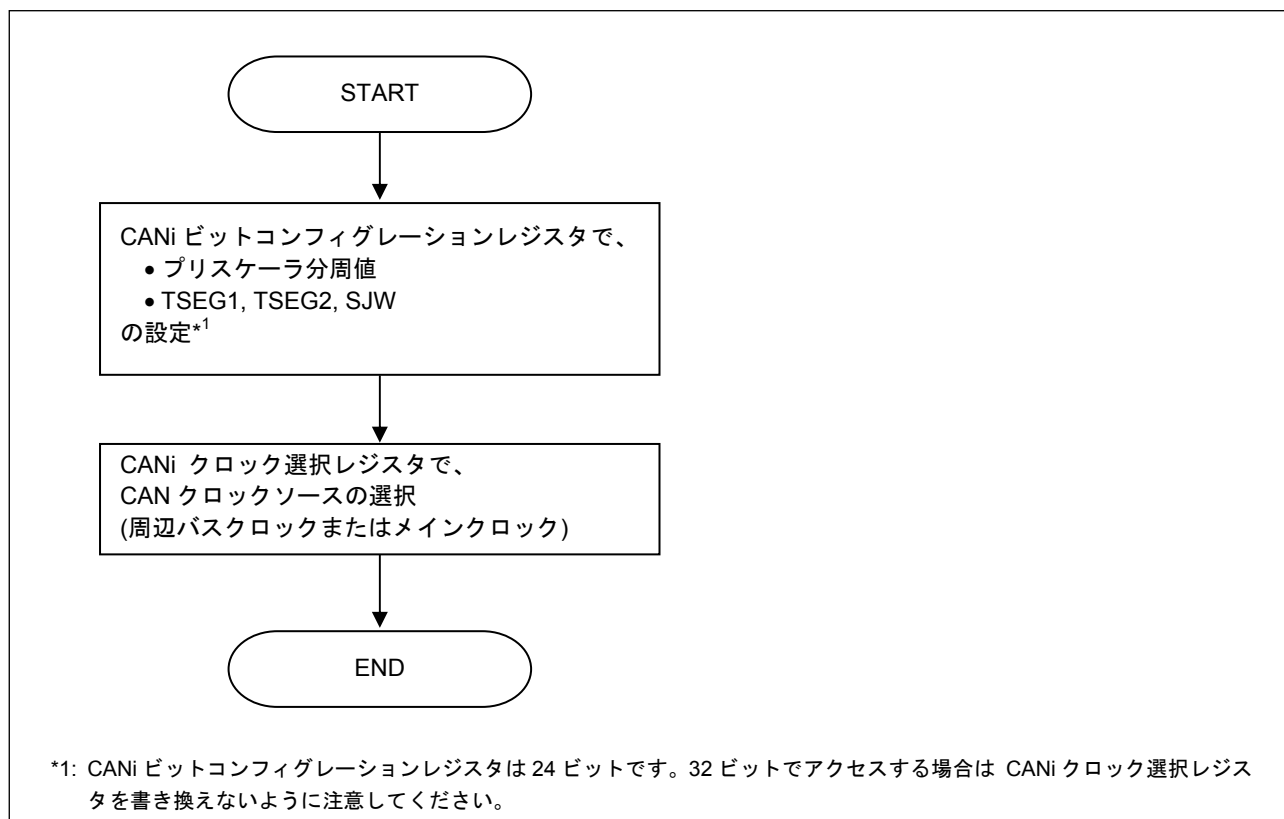 START
CANi ビットコンフィグレーションレジスタで、
• プリスケーラ分周値
• TSEG1, TSEG2, SJW
の設定*1
CANi クロック選択レジスタで、
CAN クロックソースの選択
(周辺バスクロックまたはメインクロック)
END
*1: CANi ビットコンフィグレーションレジスタは 24 ビットです。32 ビットでアクセスする場合は CANi クロック選択レジス
タを書き換えないように注意してください。